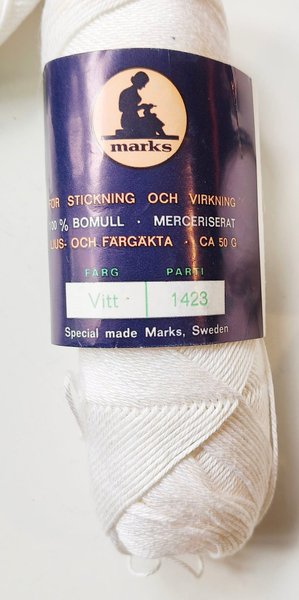 marks
FÖR STICKNING OCH VIRKNING
100 % BOMULL · MERCERISERAT
LJUS- OCH FÄRGÄKTA · CA 50 G
FÄRG PARTI
Vitt 1423
Special made Marks, Sweden